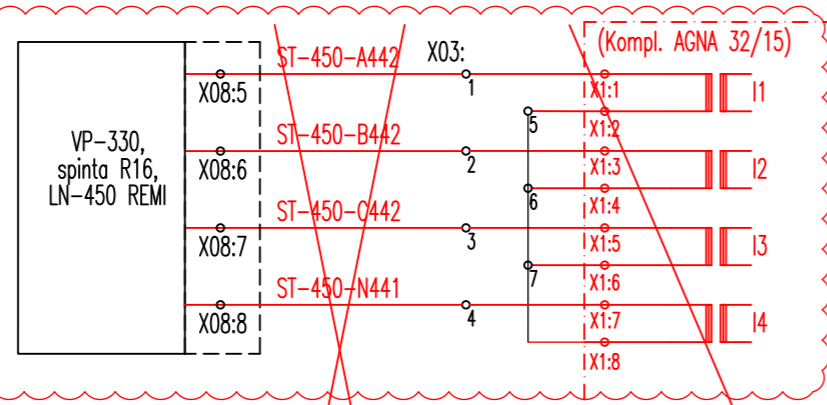 (Kompl. AGNA 32/15)
ST-450-A442
X03:
X08:5
1
X1:1
I1
5
X1:2
VP-330,
spinta R16,
LN-450 REMI
ST-450-B442
X08:6
2
X1:3
I2
6
X1:4
ST-450-C442
X08:7
3
X1:5
I3
7
X1:6
ST-450-N441
X08:8
4
X1:7
I4
X1:8